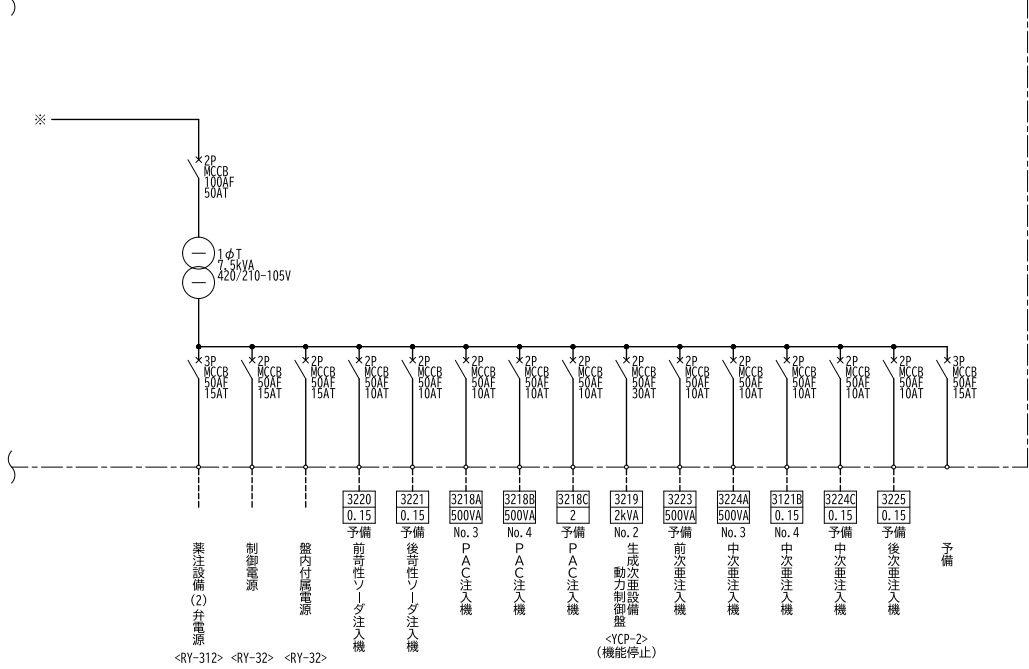 ※
2P
MCCB
100AF
50AT
1φT
7.5kVA
420/210-105V
3P
MCCB
50AF
15AT
2P
MCCB
50AF
15AT
2P
MCCB
50AF
15AT
2P
MCCB
50AF
10AT
2P
MCCB
50AF
10AT
2P
MCCB
50AF
10AT
2P
MCCB
50AF
10AT
2P
MCCB
50AF
10AT
2P
MCCB
50AF
30AT
2P
MCCB
50AF
10AT
2P
MCCB
50AF
10AT
2P
MCCB
50AF
10AT
2P
MCCB
50AF
10AT
2P
MCCB
50AF
10AT
3P
MCCB
50AF
15AT
薬注設備(2)弁電源
<RY-312>
制御電源
<RY-32>
盤内付属電源
<RY-32>
3220
0.15
予備
前苛性ソーダ注入機
3221
0.15
予備
後苛性ソーダ注入機
3218A
500VA
No.3
PAC注入機
3218B
500VA
No.4
PAC注入機
3218C
2
予備
PAC注入機
3219
2kVA
No.2
生成次亜設備
動力制御盤
<YCP-2>
(機能停止)
3223
500VA
予備
前次亜注入機
3224A
500VA
No.3
中次亜注入機
3121B
0.15
No.4
中次亜注入機
3224C
0.15
予備
中次亜注入機
3225
0.15
予備
後次亜注入機
予備